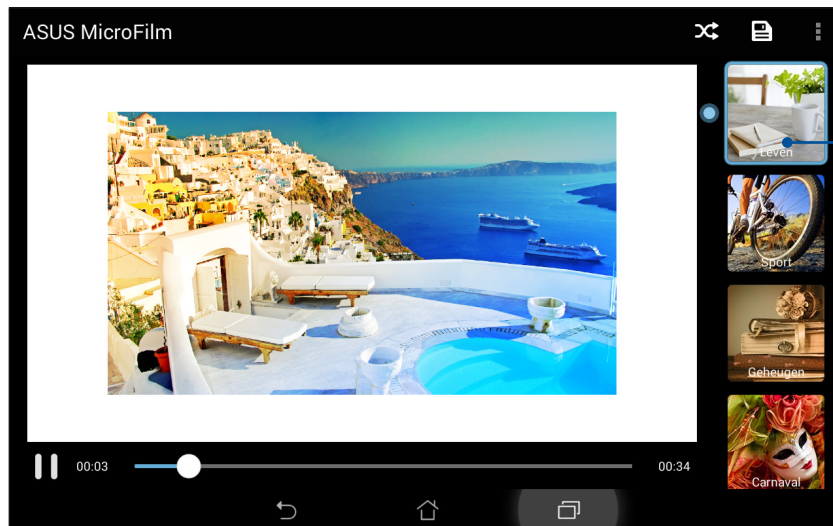 ASUS MicroFilm
Leven
Sport
Geheugen
Carnaval
00:03
00:34